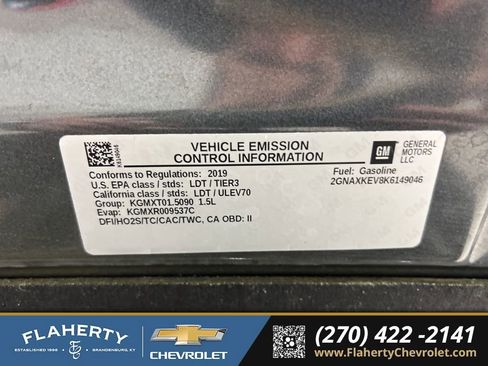 VEHICLE EMISSION
CONTROL INFORMATION
GM
GENERAL
MOTORS
LLC
K6149046
Conforms to Regulations: 2019
U.S. EPA class / stds: LDT / TIER3
California class / stds: LDT / ULEV70
Group: KGMXT01.5090 1.5L
Evap: KGMXR009537C
DFI/HO2S/TC/CAC/TWC, CA OBD: II
Fuel: Gasoline
2GNAXKEV8K6149046
FLAHERTY
ESTABLISHED 1996 BRANDENBURG, KY
CHEVROLET
(270) 422 -2141
www.FlahertyChevrolet.com